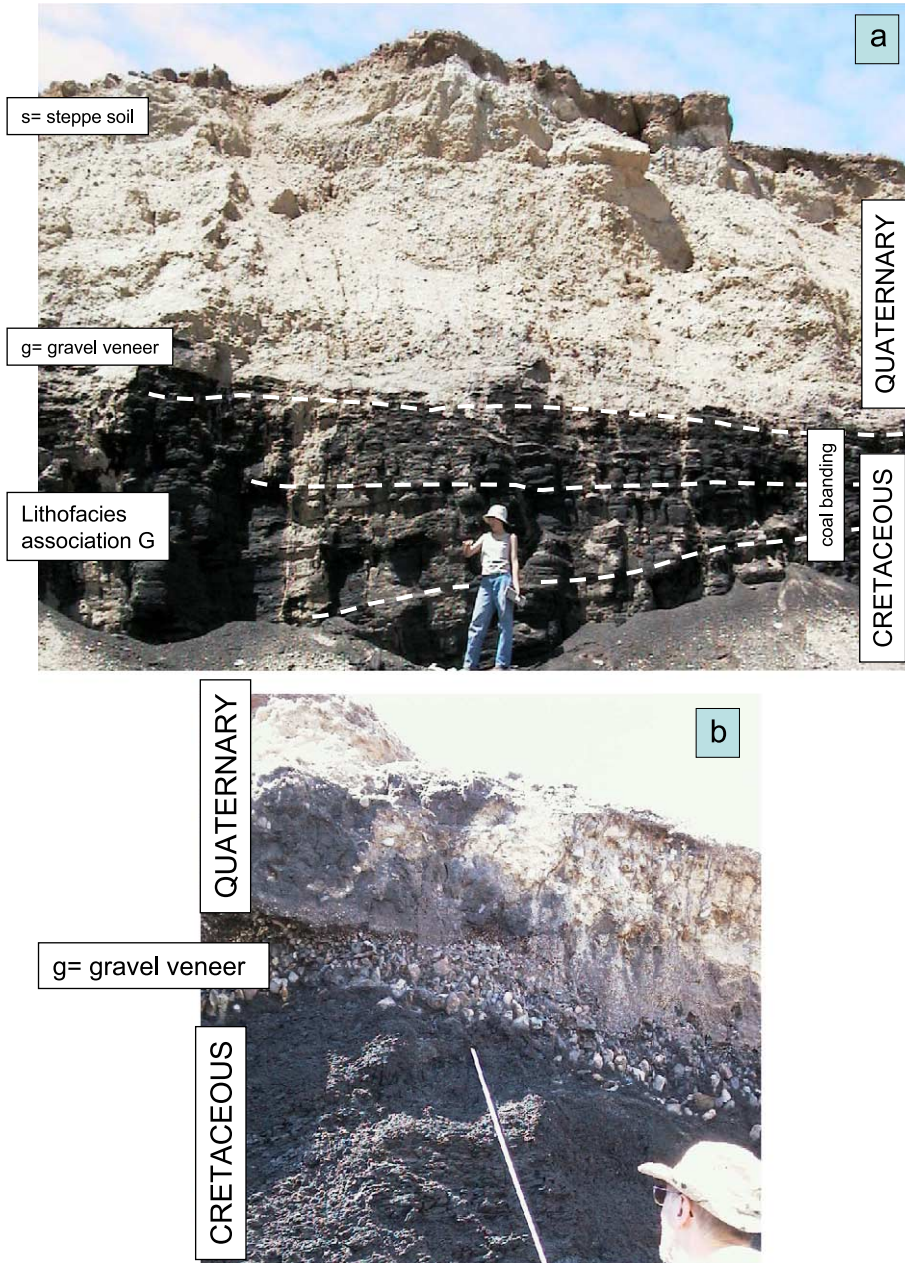 a
s= steppe soil
QUATERNARY
g= gravel veneer
coal banding
Lithofacies
association G
CRETACEOUS
QUATERNARY
b
g= gravel veneer
CRETACEOUS